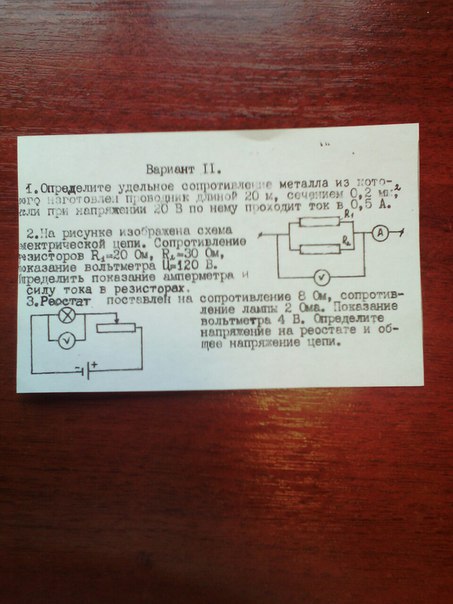 Вариант II.
1.Определите удельное сопротивление металла из кото-
рого изготовлен проводник длиной 20 м, сечением 0,2 мм2,
если при напряжении 20 В по нему проходит ток в 0,5 А.
2.На рисунке изображена схема
лектрической цепи. Сопротивление
резисторов R1=20 Ом, R2=30 Ом,
показание вольтметра U=120 В.
Определить показание амперметра и
силу тока в резисторах.
R1
R2
A
V
3.Реостат поставлен на сопротивление 8 Ом, сопротив-
ление лампы 2 Ома. Показание
вольтметра 4 В. Определите
напряжение на реостате и об-
щее напряжение цепи.
V
- +